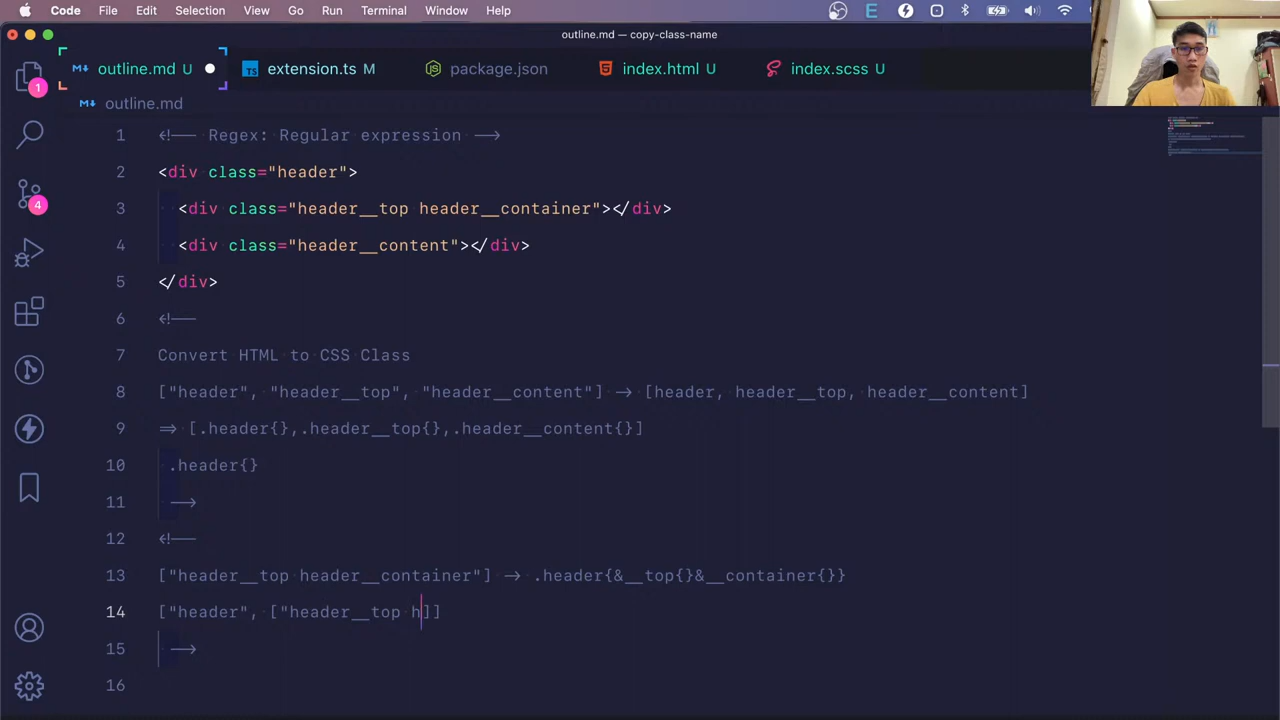 Code File Edit Selection View Go Run Terminal Window Help
outline.md — copy-class-name
outline.md U extension.ts M package.json index.html U index.scss U
outline.md
1 <!-- Regex: Regular expression -->
2 <div class="header">
3 <div class="header__top header__container"></div>
4 <div class="header__content"></div>
5 </div>
6 <!--
7 Convert HTML to CSS Class
8 ["header", "header__top", "header__content"] -> [header, header__top, header__content]
9 => [.header{},.header__top{},.header__content{}]
10 .header{}
11 -->
12 <!--
13 ["header__top header__container"] -> .header{&__top{}&__container{}}
14 ["header", ["header__top h]]
15 -->
16
1
4